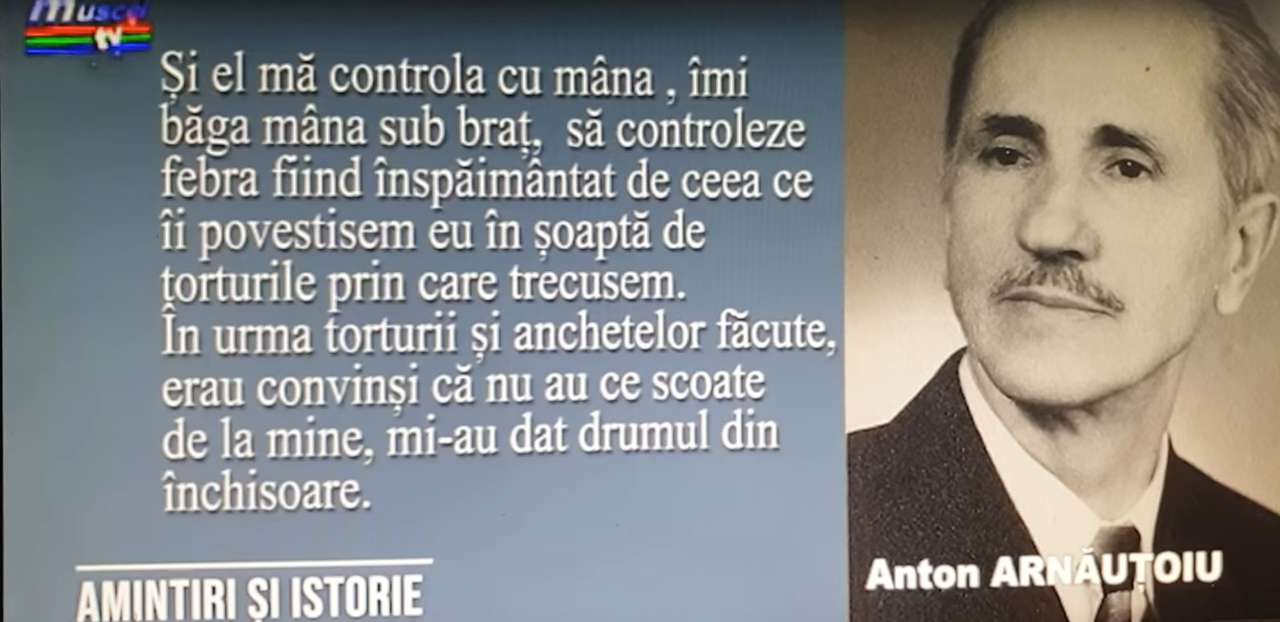 Muscel
tv
Și el mă controla cu mâna , îmi
băga mâna sub braț, să controleze
febra fiind înspăimântat de ceea ce
îi povestisem eu în șoaptă de
torturile prin care trecusem.
În urma torturii și anchetelor făcute,
erau convinși că nu au ce scoate
de la mine, mi-au dat drumul din
închisoare.
AMINTIRI ȘI ISTORIE
Anton ARNĂUȚOIU